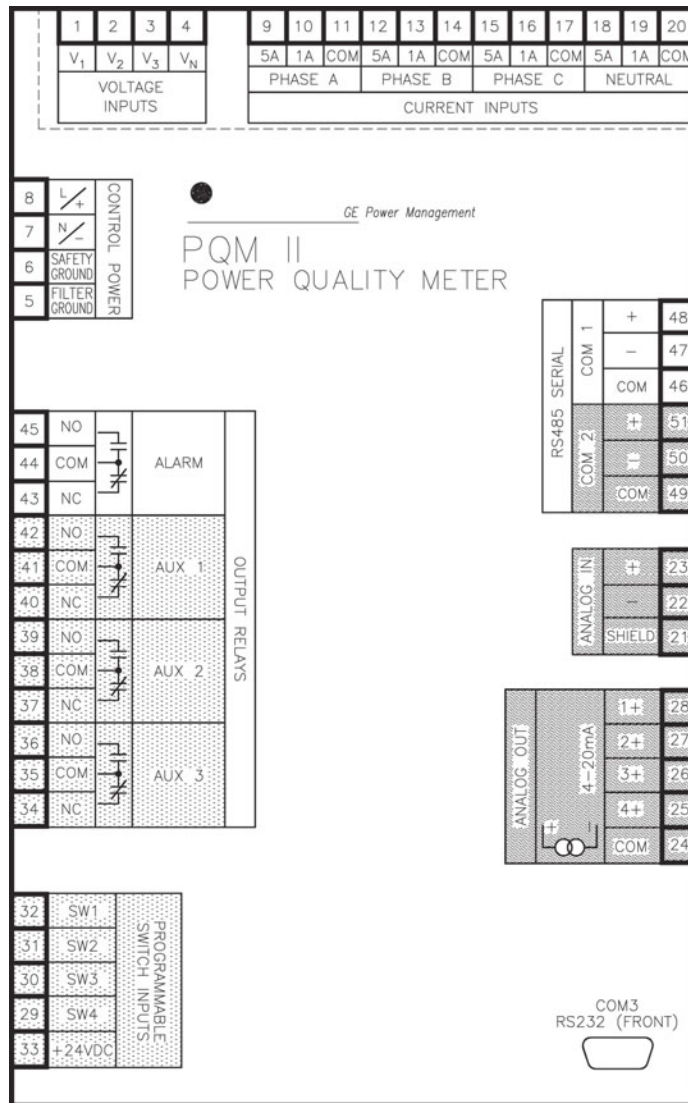 1 2 3 4
V1 V2 V3 VN
VOLTAGE
INPUTS
9 10 11 12 13 14 15 16 17 18 19 20
5A 1A COM 5A 1A COM 5A 1A COM 5A 1A COM
PHASE A PHASE B PHASE C NEUTRAL
CURRENT INPUTS
8 L/+
7 N/-
6 SAFETY GROUND
5 FILTER GROUND
CONTROL POWER
GE Power Management
PQM II
POWER QUALITY METER
RS485 SERIAL
COM 1
+ 48
- 47
COM 46
COM 2
+ 51
- 50
COM 49
45 NO
44 COM ALARM
43 NC
42 NO
41 COM AUX 1
40 NC
39 NO
38 COM AUX 2
37 NC
36 NO
35 COM AUX 3
34 NC
OUTPUT RELAYS
ANALOG IN
+ 23
- 22
SHIELD 21
ANALOG OUT
4-20mA
+ -
1+ 28
2+ 27
3+ 26
4+ 25
COM 24
32 SW1
31 SW2
30 SW3
29 SW4
33 +24VDC
PROGRAMMABLE
SWITCH INPUTS
COM3
RS232 (FRONT)